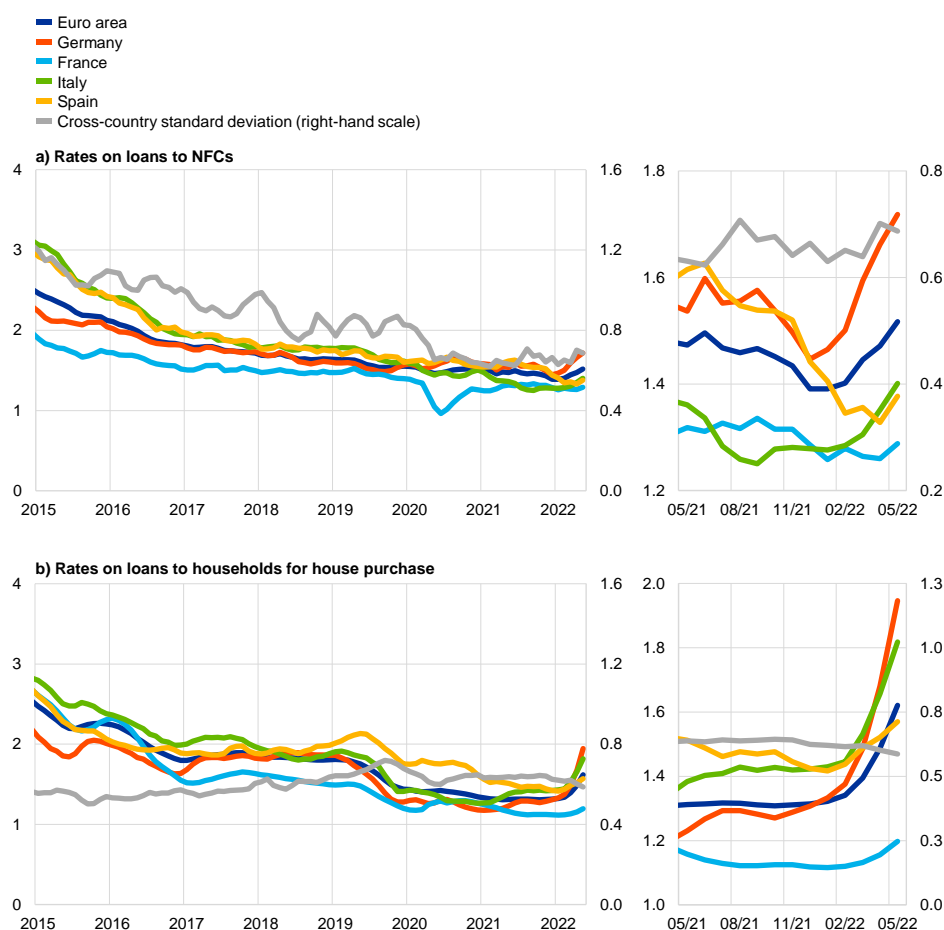 Euro area
Germany
France
Italy
Spain
Cross-country standard deviation (right-hand scale)
a) Rates on loans to NFCs
4 1.6 1.8 0.8
3 1.2 1.6 0.6
2 0.8 1.4 0.4
1 0.4
0 0.0 1.2 0.2
2015 2016 2017 2018 2019 2020 2021 2022 05/21 08/21 11/21 02/22 05/22
b) Rates on loans to households for house purchase
4 1.6 2.0 1.3
1.8 1.0
3 1.2
1.6 0.8
2 0.8
1.4 0.5
1 0.4 1.2 0.3
0 0.0 1.0 0.0
2015 2016 2017 2018 2019 2020 2021 2022 05/21 08/21 11/21 02/22 05/22